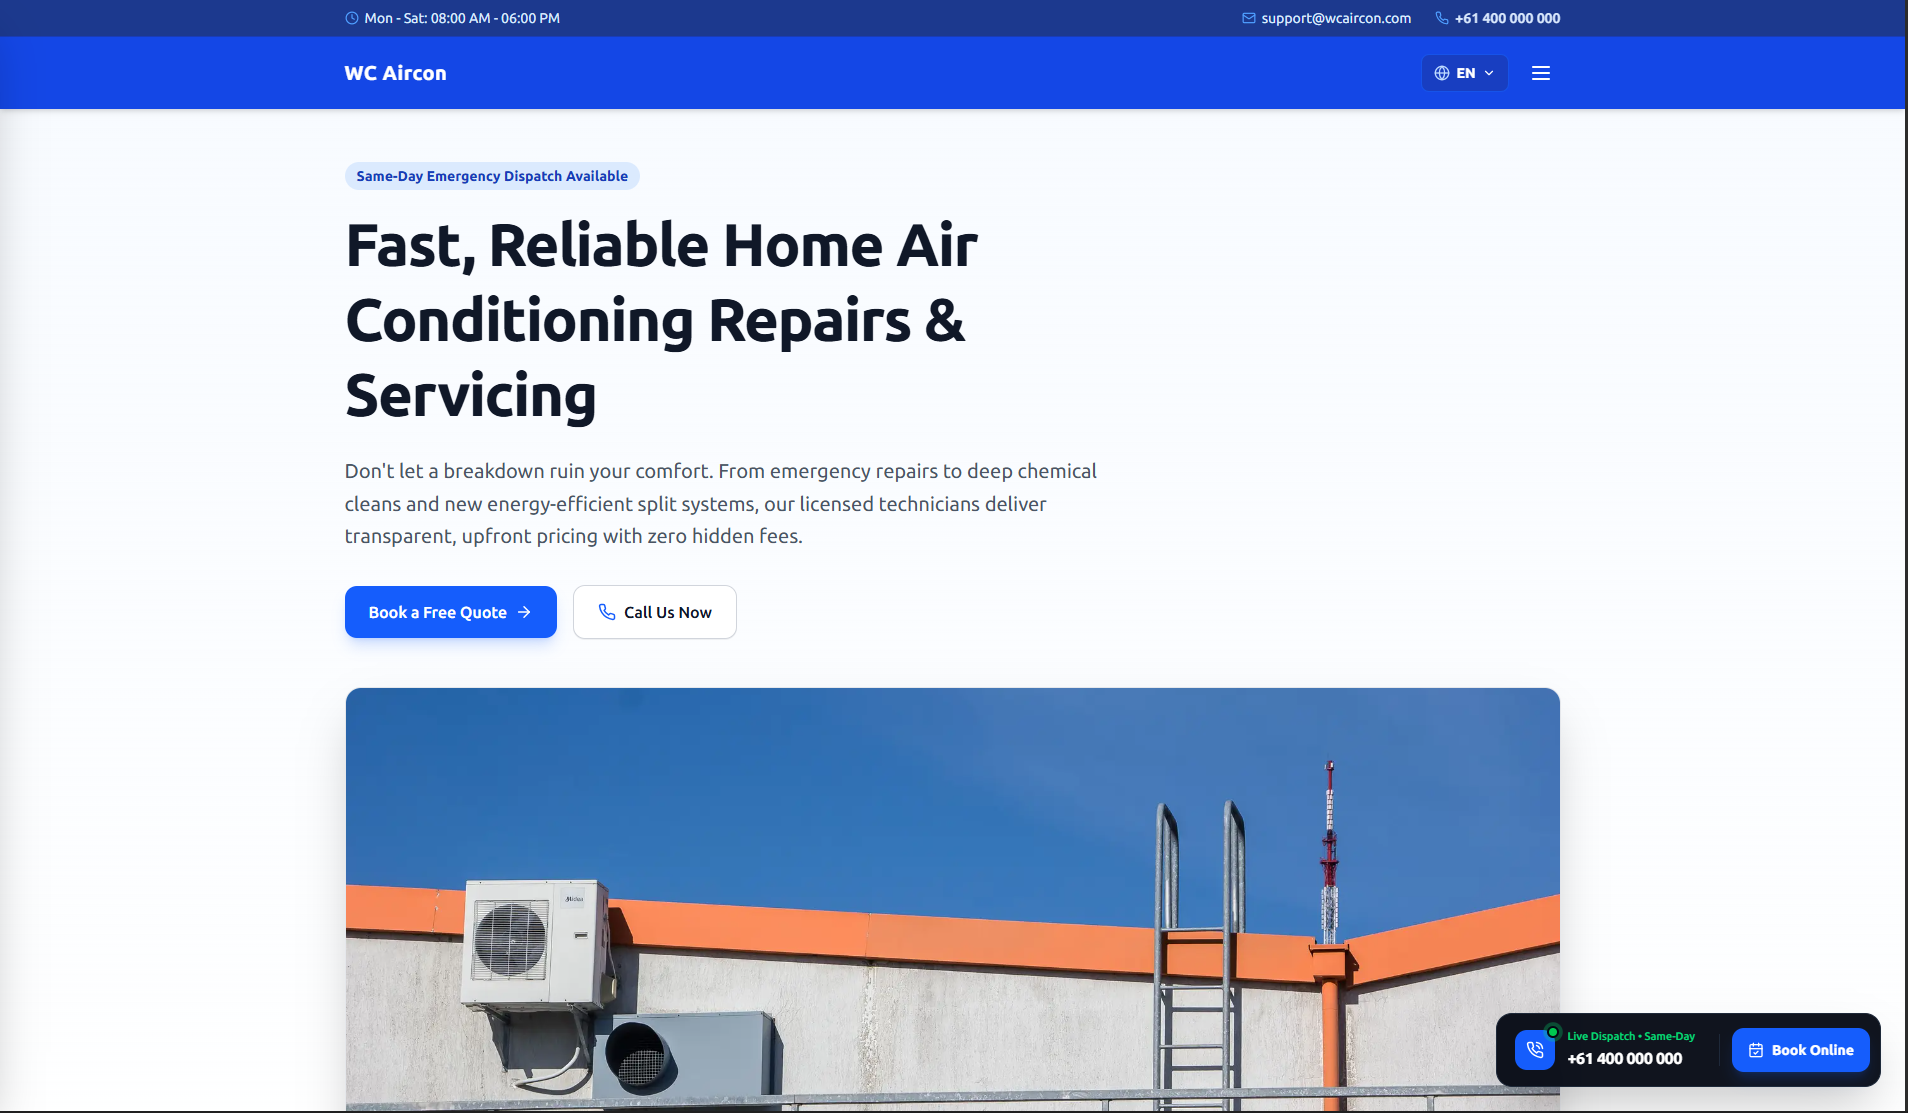 Mon - Sat: 08:00 AM - 06:00 PM
support@wcaircon.com
+61 400 000 000
WC Aircon
EN
Same-Day Emergency Dispatch Available
Fast, Reliable Home Air
Conditioning Repairs &
Servicing
Don't let a breakdown ruin your comfort. From emergency repairs to deep chemical
cleans and new energy-efficient split systems, our licensed technicians deliver
transparent, upfront pricing with zero hidden fees.
Book a Free Quote
Call Us Now
Midea
Live Dispatch • Same-Day
+61 400 000 000
Book Online